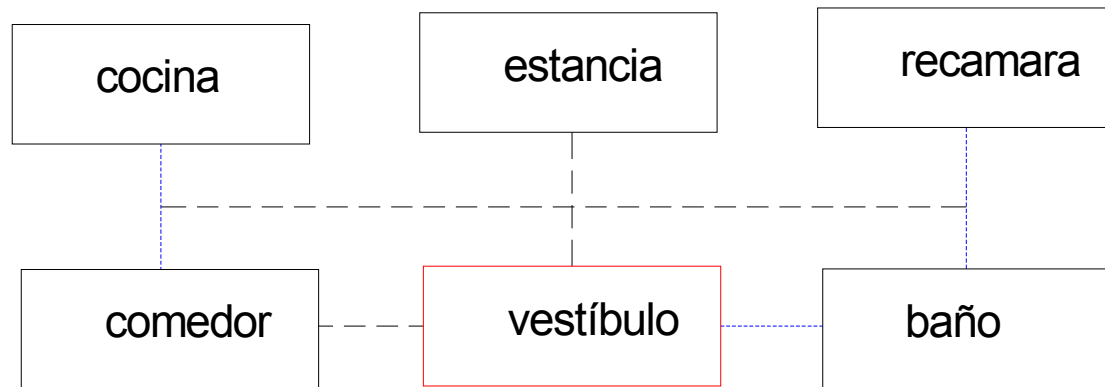 cocina
estancia
recamara
comedor
vestíbulo
baño